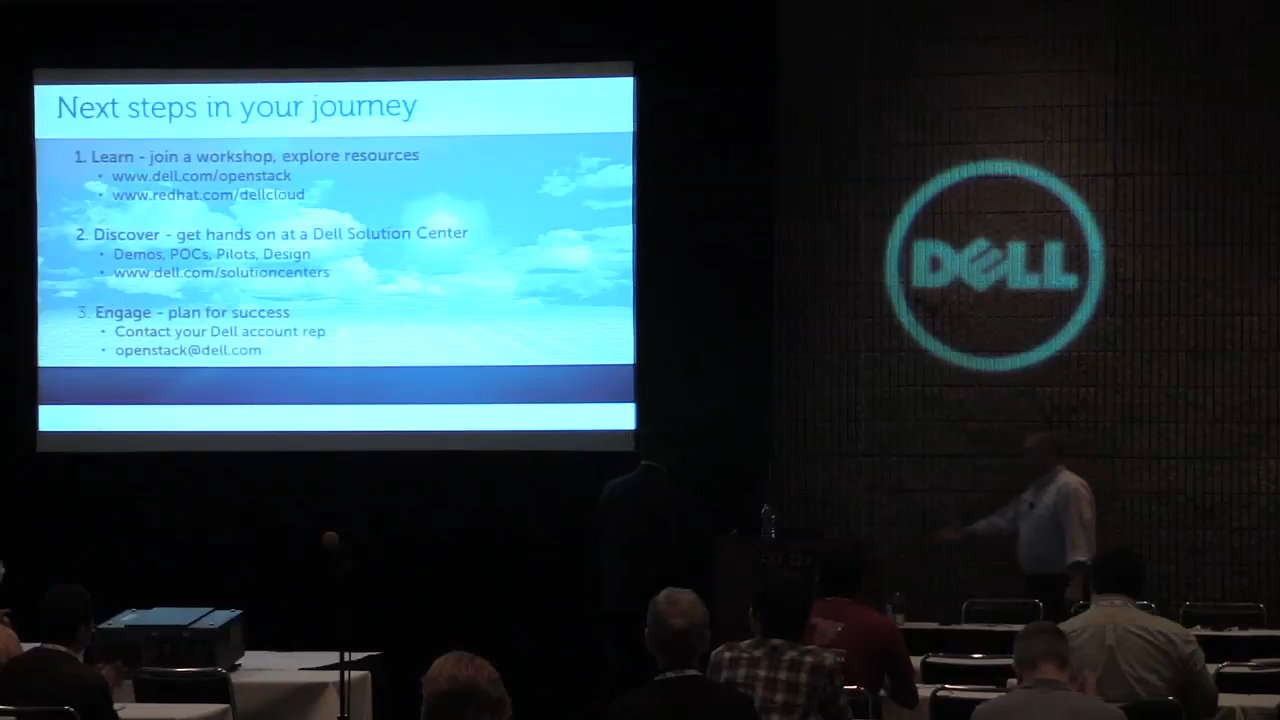 Next steps in your journey
1. Learn - join a workshop, explore resources
• www.dell.com/openstack
• www.redhat.com/dellcloud
2. Discover - get hands on at a Dell Solution Center
• Demos, POCs, Pilots, Design
• www.dell.com/solutioncenters
3. Engage - plan for success
• Contact your Dell account rep
• openstack@dell.com
DELL